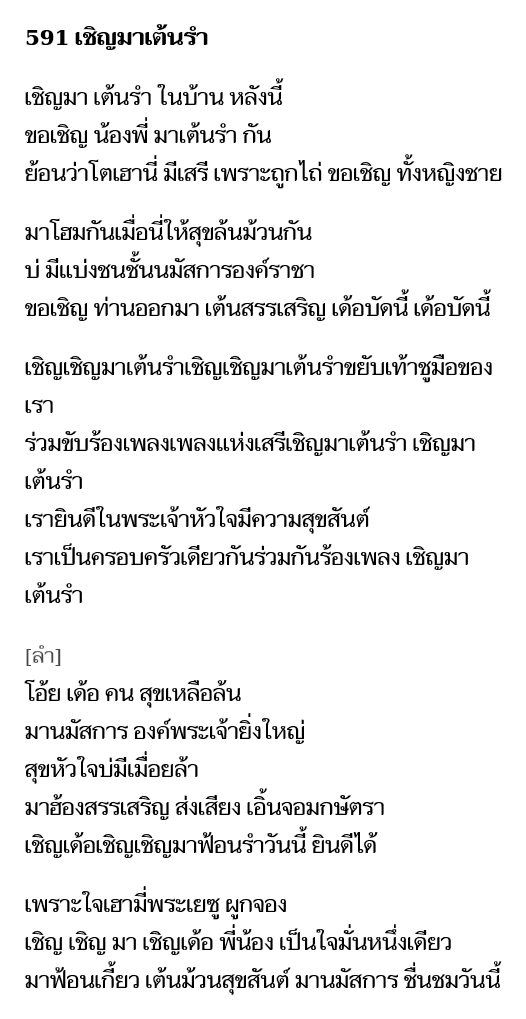 591 เชิญมาเต้นรำ
เชิญมา เต้นรำ ในบ้าน หลังนี้
ขอเชิญ น้องพี่ มาเต้นรำ กัน
ย้อนว่าโตเฮานี่ มีเสรี เพราะถูกไถ่ ขอเชิญ ทั้งหญิงชาย
มาโฮมกันเมื่อนี่ให้สุขล้นม้วนกัน
บ่ มีแบ่งชนชั้นนมัสการองค์ราชา
ขอเชิญ ท่านออกมา เต้นสรรเสริญ เด้อบัดนี้ เด้อบัดนี้
เชิญเชิญมาเต้นรำเชิญเชิญมาเต้นรำขยับเท้าชูมือของ
เรา
ร่วมขับร้องเพลงเพลงแห่งเสรีเชิญมาเต้นรำ เชิญมา
เต้นรำ
เรายินดีในพระเจ้าหัวใจมีความสุขสันต์
เราเป็นครอบครัวเดียวกันร่วมกันร้องเพลง เชิญมา
เต้นรำ
[ลำ]
โอ้ย เด้อ คน สุขเหลือล้น
มานมัสการ องค์พระเจ้ายิ่งใหญ่
สุขหัวใจบ่มีเมื่อยล้า
มาฮ้องสรรเสริญ ส่งเสียง เอิ้นจอมกษัตรา
เชิญเด้อเชิญเชิญมาฟ้อนรำวันนี้ ยินดีได้
เพราะใจเฮามี่พระเยซู ผูกจอง
เชิญ เชิญ มา เชิญเด้อ พี่น้อง เป็นใจมั่นหนึ่งเดียว
มาฟ้อนเกี้ยว เต้นม้วนสุขสันต์ มานมัสการ ชื่นชมวันนี้